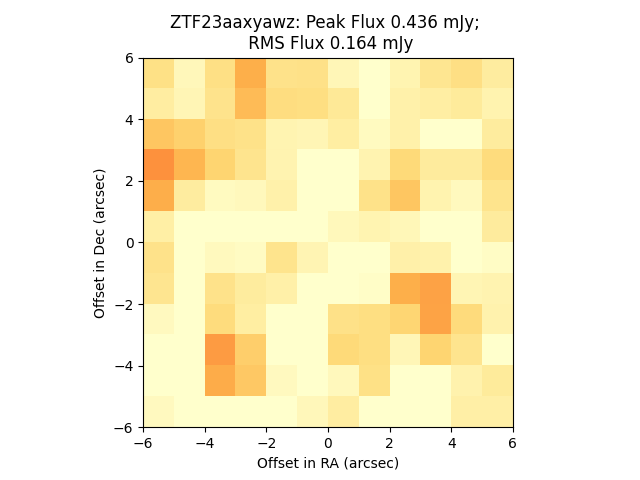 ZTF23aaxyawz: Peak Flux 0.436 mJy;
RMS Flux 0.164 mJy
6
4
2
0
−2
−4
−6
Offset in Dec (arcsec)
−6 −4 −2 0 2 4 6
Offset in RA (arcsec)